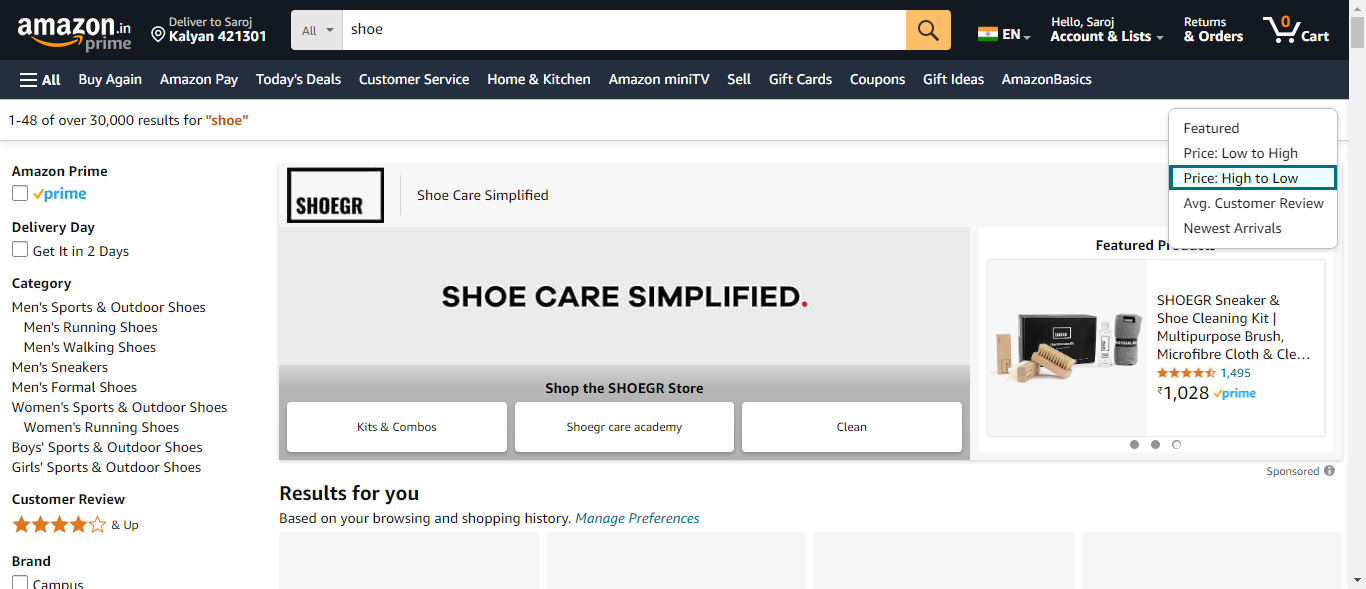 amazon.in
prime
Deliver to Saroj
Kalyan 421301
All
shoe
EN
Hello, Saroj
Account & Lists
Returns
& Orders
0
Cart
All
Buy Again
Amazon Pay
Today's Deals
Customer Service
Home & Kitchen
Amazon miniTV
Sell
Gift Cards
Coupons
Gift Ideas
AmazonBasics
1-48 of over 30,000 results for "shoe"
Featured
Price: Low to High
Price: High to Low
Avg. Customer Review
Newest Arrivals
Amazon Prime
prime
Delivery Day
Get It in 2 Days
Category
Men's Sports & Outdoor Shoes
Men's Running Shoes
Men's Walking Shoes
Men's Sneakers
Men's Formal Shoes
Women's Sports & Outdoor Shoes
Women's Running Shoes
Boys' Sports & Outdoor Shoes
Girls' Sports & Outdoor Shoes
Customer Review
& Up
Brand
Campus
SHOEGR
Shoe Care Simplified
SHOE CARE SIMPLIFIED.
Shop the SHOEGR Store
Kits & Combos
Shoegr care academy
Clean
Featured Products
SHOEGR
SHOEGR Sneaker &
Shoe Cleaning Kit |
Multipurpose Brush,
Microfibre Cloth & Cle...
1,495
₹1,028 prime
Sponsored
Results for you
Based on your browsing and shopping history. Manage Preferences